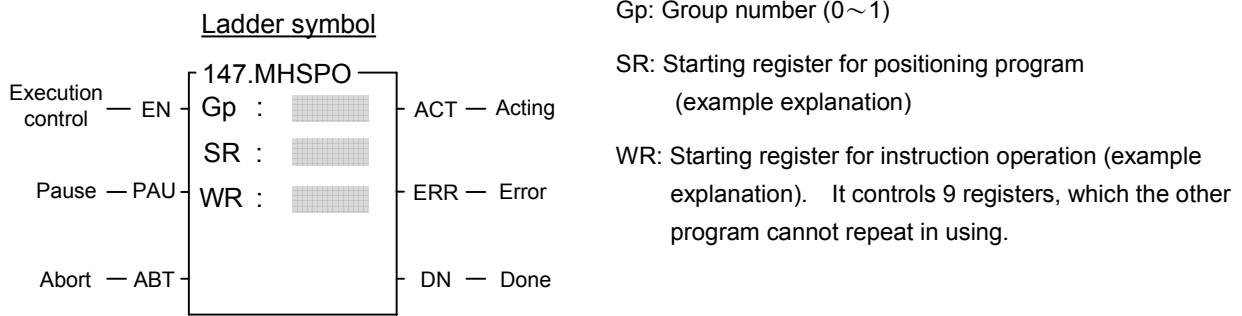 Ladder symbol
147.MHSPO
Execution
control
EN
Gp :
ACT
Acting
SR :
Pause
PAU
WR :
ERR
Error
Abort
ABT
DN
Done
Gp: Group number (0～1)
SR: Starting register for positioning program
(example explanation)
WR: Starting register for instruction operation (example
explanation). It controls 9 registers, which the other
program cannot repeat in using.